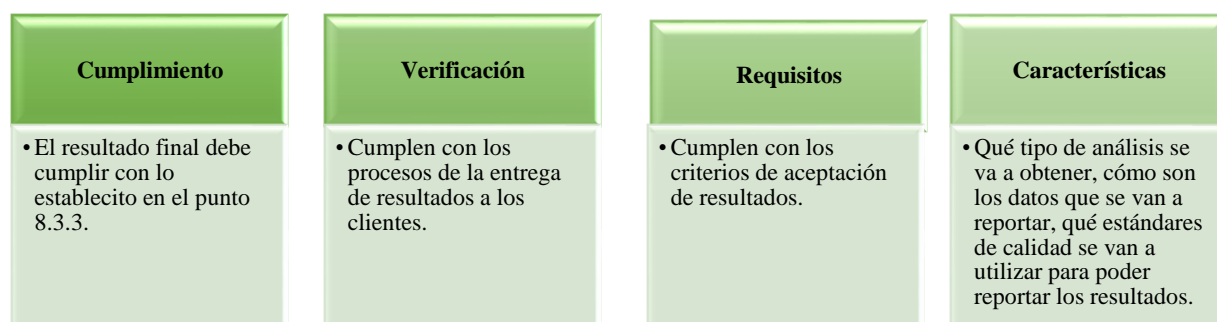 Cumplimiento
• El resultado final debe
cumplir con lo
establecito en el punto
8.3.3.
Verificación
• Cumplen con los
procesos de la entrega
de resultados a los
clientes.
Requisitos
• Cumplen con los
criterios de aceptación
de resultados.
Características
• Qué tipo de análisis se
va a obtener, cómo son
los datos que se van a
reportar, qué estándares
de calidad se van a
utilizar para poder
reportar los resultados.